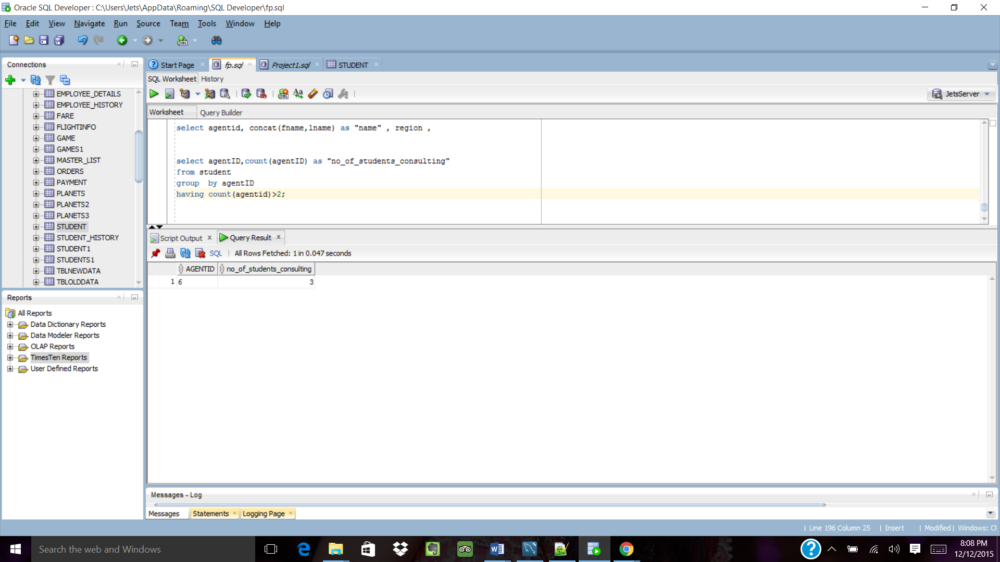 Oracle SQL Developer : C:\Users\Jets\AppData\Roaming\SQL Developer\fp.sql
File Edit View Navigate Run Source Team Tools Window Help
Connections
EMPLOYEE_DETAILS
EMPLOYEE_HISTORY
FARE
FLIGHTINFO
GAME
GAMES1
MASTER_LIST
ORDERS
PAYMENT
PLANETS
PLANETS2
PLANETS3
STUDENT
STUDENT_HISTORY
STUDENT1
STUDENTS1
TBLNEWDATA
TBLOLDDATA
Reports
All Reports
Data Dictionary Reports
Data Modeler Reports
OLAP Reports
TimesTen Reports
User Defined Reports
Start Page fp.sql Project1.sql STUDENT
SQL Worksheet History
JetsServer
Worksheet Query Builder
select agentid, concat(fname,lname) as "name" , region ,
select agentID,count(agentID) as "no_of_students_consulting"
from student
group  by agentID
having count(agentid)>2;
Script Output Query Result
SQL | All Rows Fetched: 1 in 0.047 seconds
AGENTID no_of_students_consulting
1 6 3
Messages - Log
Messages Statements Logging Page
| Line 196 Column 25 | Insert | Modified | Windows: CF
Search the web and Windows
8:08 PM
12/12/2015